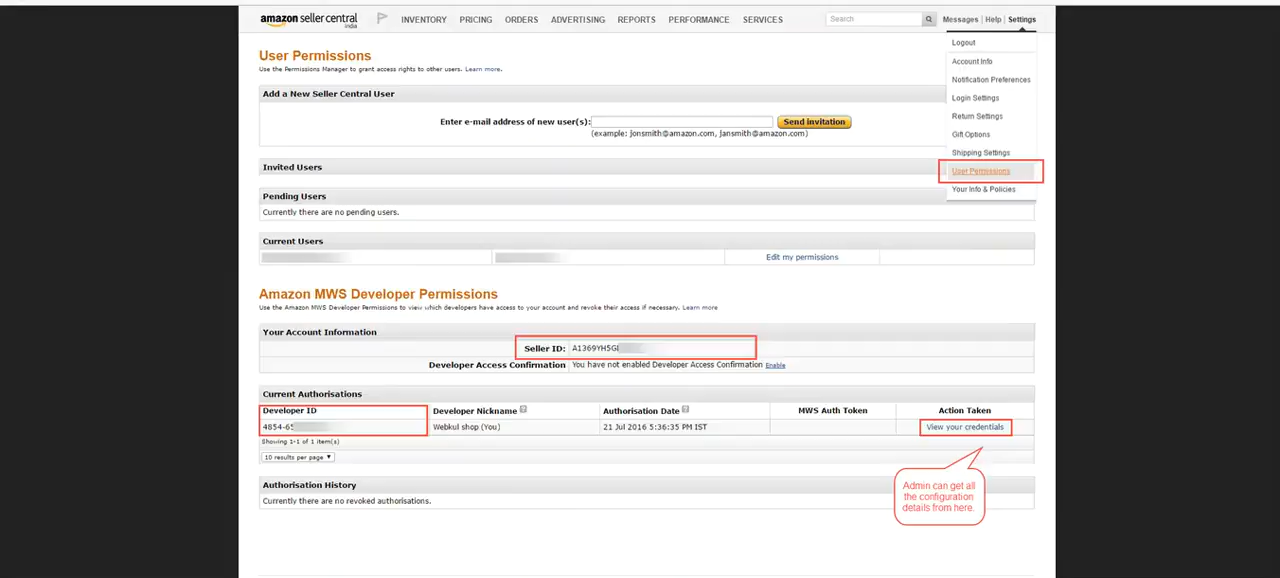 amazon seller central
india
INVENTORY PRICING ORDERS ADVERTISING REPORTS PERFORMANCE SERVICES
Search
Messages | Help | Settings
Logout
Account Info
Notification Preferences
Login Settings
Return Settings
Gift Options
Shipping Settings
User Permissions
Your Info & Policies
User Permissions
Use the Permissions Manager to grant access rights to other users. Learn more.
Add a New Seller Central User
Enter e-mail address of new user(s): Send invitation
(example: jonsmith@amazon.com, jansmith@amazon.com)
Invited Users
Pending Users
Currently there are no pending users.
Current Users
Edit my permissions
Amazon MWS Developer Permissions
Use the Amazon MWS Developer Permissions to view which developers have access to your account and revoke their access if necessary. Learn more
Your Account Information
Seller ID: A1369YH5G
Developer Access Confirmation You have not enabled Developer Access Confirmation Enable
Current Authorisations
Developer ID Developer Nickname ? Authorisation Date ? MWS Auth Token Action Taken
4854-65 Webkul shop (You) 21 Jul 2016 5:36:35 PM IST View your credentials
Showing 1-1 of 1 item(s)
10 results per page ▼
Authorisation History
Currently there are no revoked authorisations.
Admin can get all
the configuration
details from here.